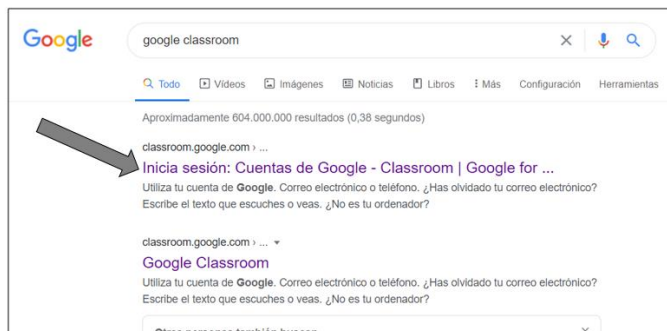 Google
google classroom
Todo Vídeos Imágenes Noticias Libros Más Configuración Herramientas
Aproximadamente 604.000.000 resultados (0,38 segundos)
classroom.google.com › ...
Inicia sesión: Cuentas de Google - Classroom | Google for ...
Utiliza tu cuenta de Google. Correo electrónico o teléfono. ¿Has olvidado tu correo electrónico?
Escribe el texto que escuches o veas. ¿No es tu ordenador?
classroom.google.com › ...
Google Classroom
Utiliza tu cuenta de Google. Correo electrónico o teléfono. ¿Has olvidado tu correo electrónico?
Escribe el texto que escuches o veas. ¿No es tu ordenador?
Otras personas también buscan